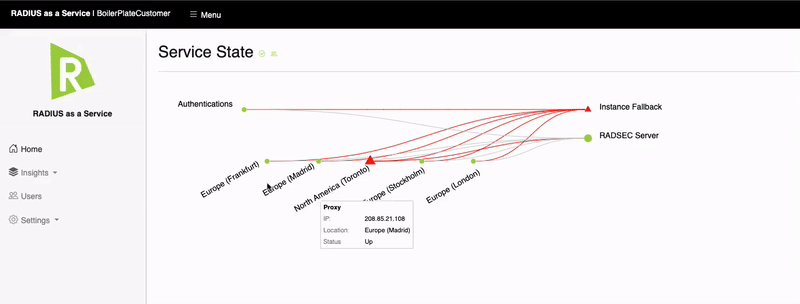 RADIUS as a Service | BoilerPlateCustomer
Menu
R
RADIUS as a Service
Home
Insights
Users
Settings
Service State
Authentications
Instance Fallback
RADSEC Server
Europe (Frankfurt)
Europe (Madrid)
North America (Toronto)
Europe (Stockholm)
Europe (London)
Proxy
IP: 208.85.21.108
Location: Europe (Madrid)
Status Up